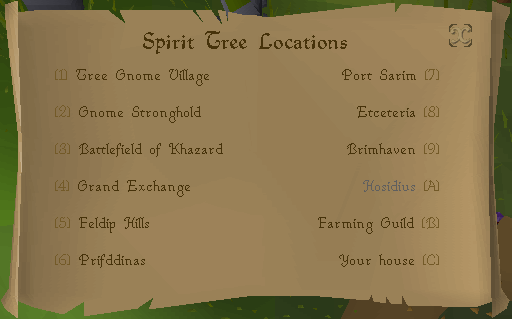 Spirit Tree Locations
[1] Tree Gnome Village
[2] Gnome Stronghold
[3] Battlefield of Khazard
[4] Grand Exchange
[5] Feldip Hills
[6] Prifddinas
Port Sarim [7]
Etceteria [8]
Brimhaven [9]
Hosidius [A]
Farming Guild [B]
Your house [C]